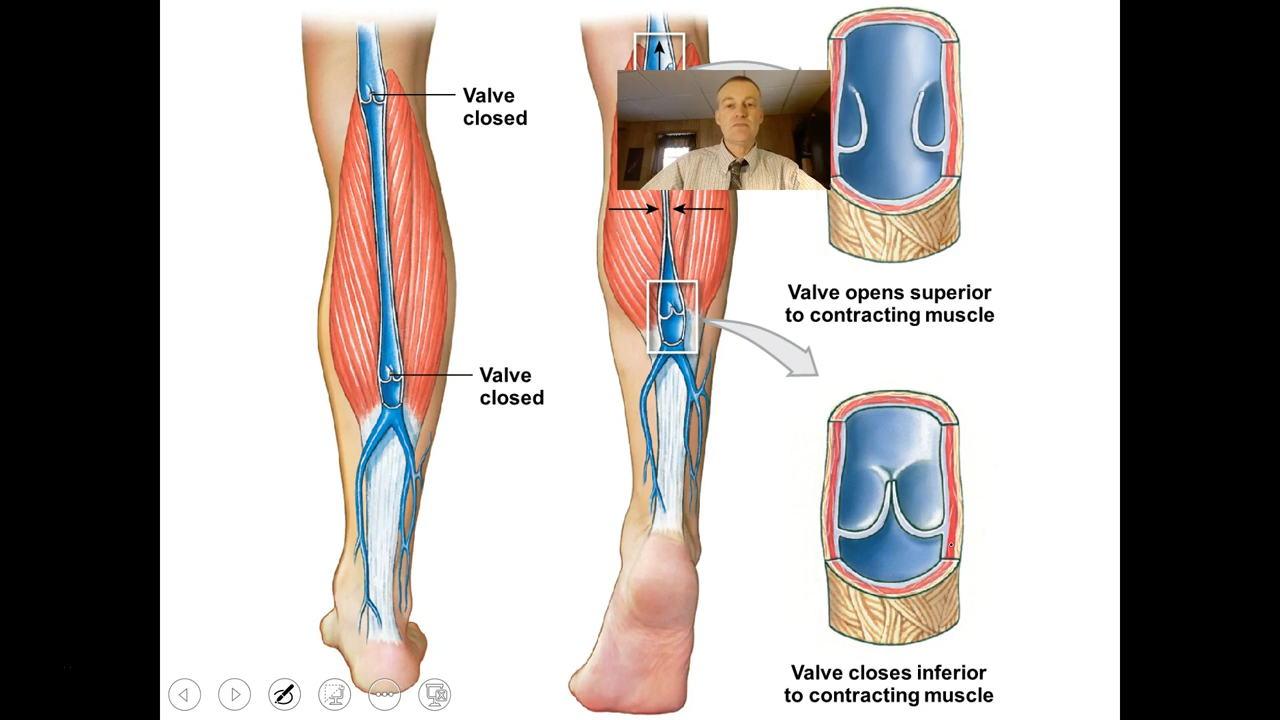 Valve
closed
Valve
closed
Valve opens superior
to contracting muscle
Valve closes inferior
to contracting muscle